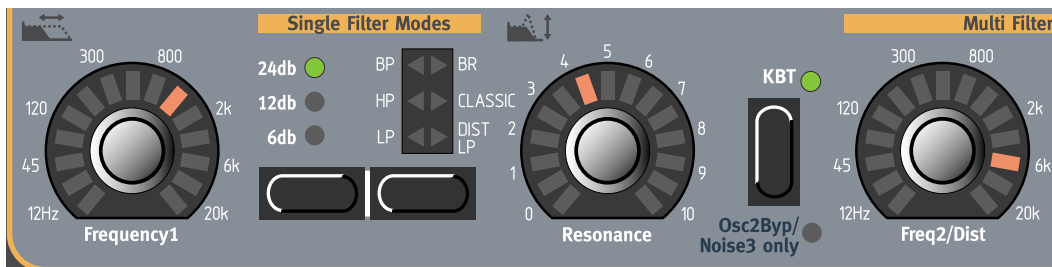 Single Filter Modes
Multi Filter
300
800
120
2k
45
6k
12Hz
20k
Frequency1
24db
12db
6db
BP
BR
HP
CLASSIC
LP
DIST
LP
0
1
2
3
4
5
6
7
8
9
10
Resonance
KBT
Osc2Byp/
Noise3 only
300
800
120
2k
45
6k
12Hz
20k
Freq2/Dist